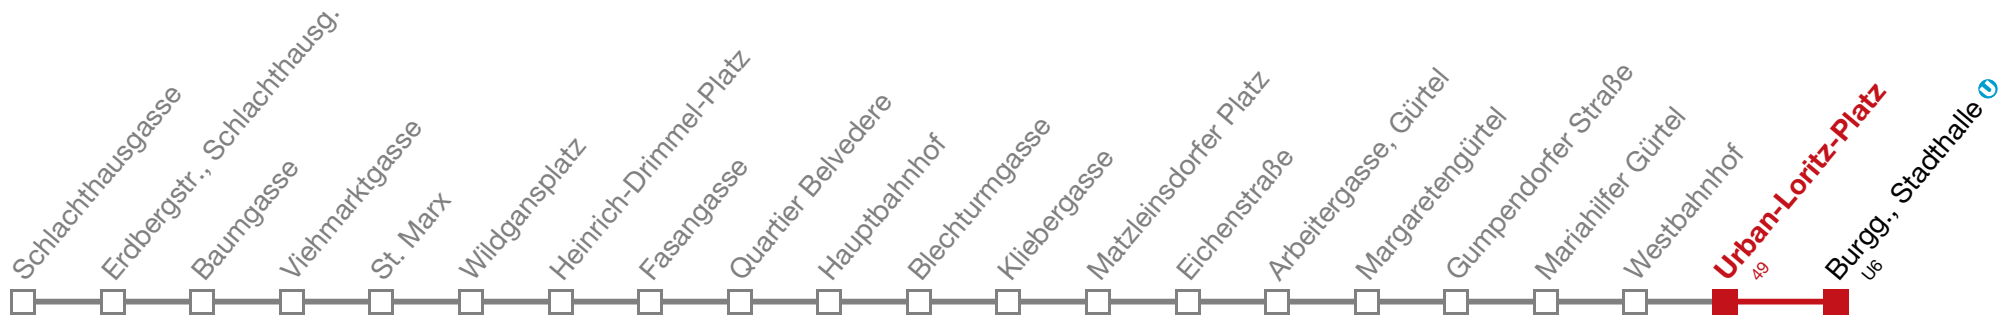 Schlachthausgasse
Erdbergstr., Schlachthausg.
Baumgasse
Viehmarktgasse
St. Marx
Wildgansplatz
Heinrich-Drimmel-Platz
Fasangasse
Quartier Belvedere
Hauptbahnhof
Blechturmgasse
Kliebergasse
Matzleinsdorfer Platz
Eichenstraße
Arbeitergasse, Gürtel
Margaretengürtel
Gumpendorfer Straße
Mariahilfer Gürtel
Westbahnhof
Urban-Loritz-Platz
49
Burgg., Stadthalle U
U6